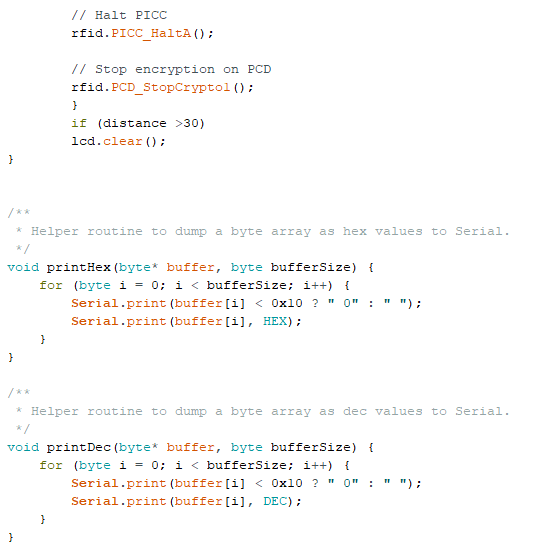 // Halt PICC
rfid.PICC_HaltA();
// Stop encryption on PCD
rfid.PCD_StopCrypto1();
}
if (distance >30)
lcd.clear();
}
/**
* Helper routine to dump a byte array as hex values to Serial.
*/
void printHex(byte* buffer, byte bufferSize) {
for (byte i = 0; i < bufferSize; i++) {
Serial.print(buffer[i] < 0x10 ? " 0" : " ");
Serial.print(buffer[i], HEX);
}
}
/**
* Helper routine to dump a byte array as dec values to Serial.
*/
void printDec(byte* buffer, byte bufferSize) {
for (byte i = 0; i < bufferSize; i++) {
Serial.print(buffer[i] < 0x10 ? " 0" : " ");
Serial.print(buffer[i], DEC);
}
}